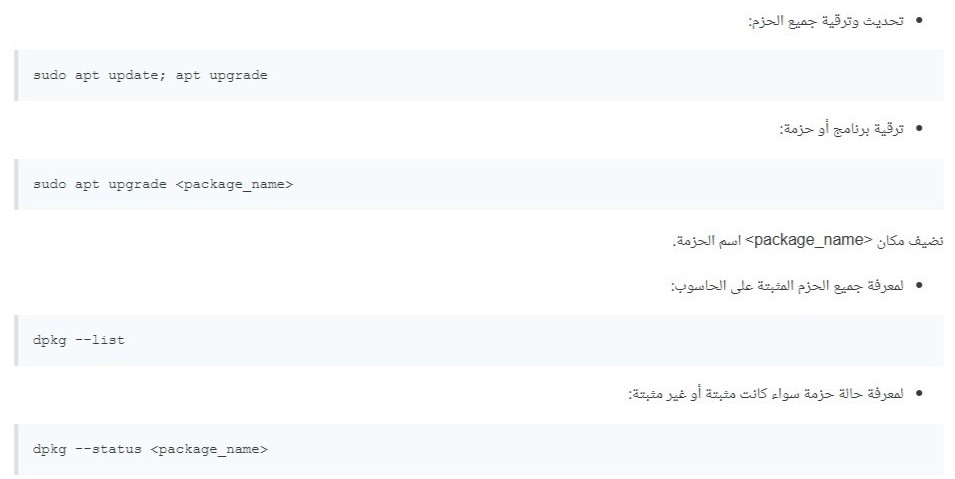 • تحديث وترقية جميع الحزم:
sudo apt update; apt upgrade
• ترقية برنامج أو حزمة:
sudo apt upgrade <package_name>
نضيف مكان <package_name> اسم الحزمة.
• لمعرفة جميع الحزم المثبتة على الحاسوب:
dpkg --list
• لمعرفة حالة حزمة سواء كانت مثبتة أو غير مثبتة:
dpkg --status <package_name>